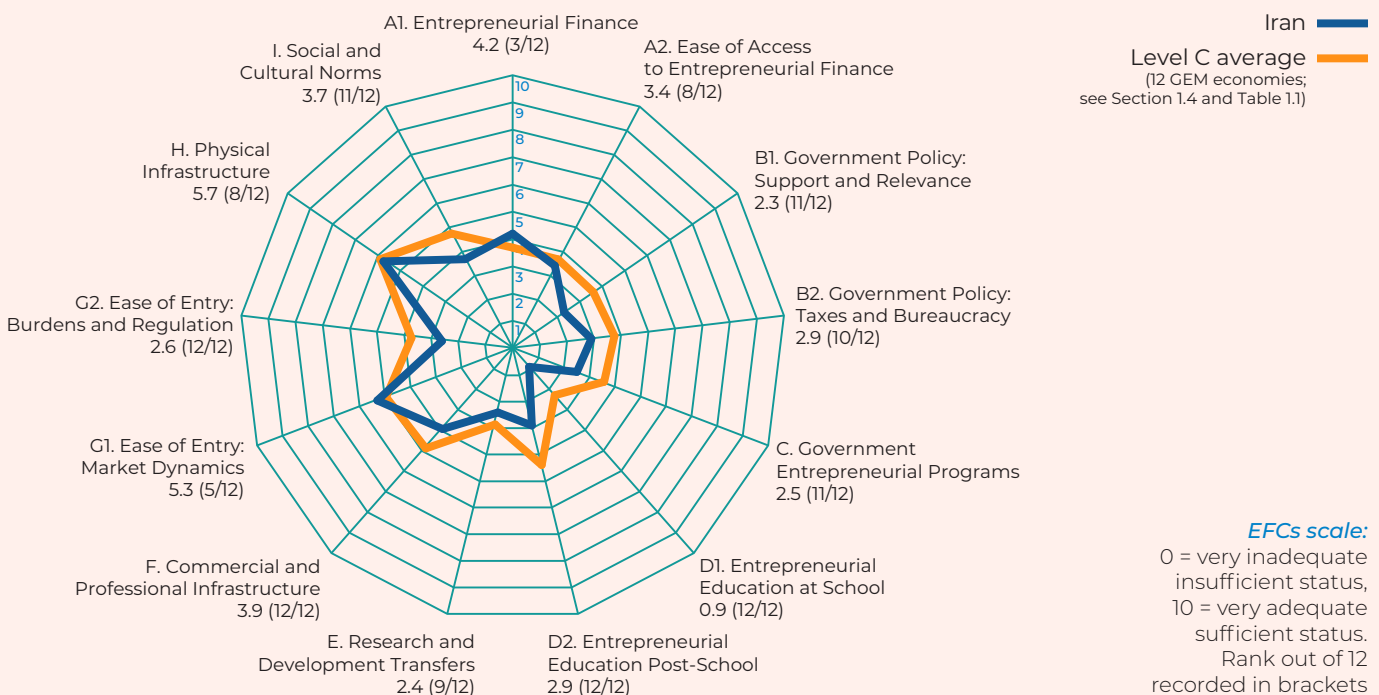 A1. Entrepreneurial Finance
4.2 (3/12)
A2. Ease of Access
to Entrepreneurial Finance
3.4 (8/12)
B1. Government Policy:
Support and Relevance
2.3 (11/12)
B2. Government Policy:
Taxes and Bureaucracy
2.9 (10/12)
C. Government
Entrepreneurial Programs
2.5 (11/12)
D1. Entrepreneurial
Education at School
0.9 (12/12)
D2. Entrepreneurial
Education Post-School
2.9 (12/12)
E. Research and
Development Transfers
2.4 (9/12)
F. Commercial and
Professional Infrastructure
3.9 (12/12)
G1. Ease of Entry:
Market Dynamics
5.3 (5/12)
G2. Ease of Entry:
Burdens and Regulation
2.6 (12/12)
H. Physical
Infrastructure
5.7 (8/12)
I. Social and
Cultural Norms
3.7 (11/12)
10
9
8
7
6
5
3
2
1
Iran
Level C average
(12 GEM economies;
see Section 1.4 and Table 1.1)
EFCs scale:
0 = very inadequate
insufficient status,
10 = very adequate
sufficient status.
Rank out of 12
recorded in brackets